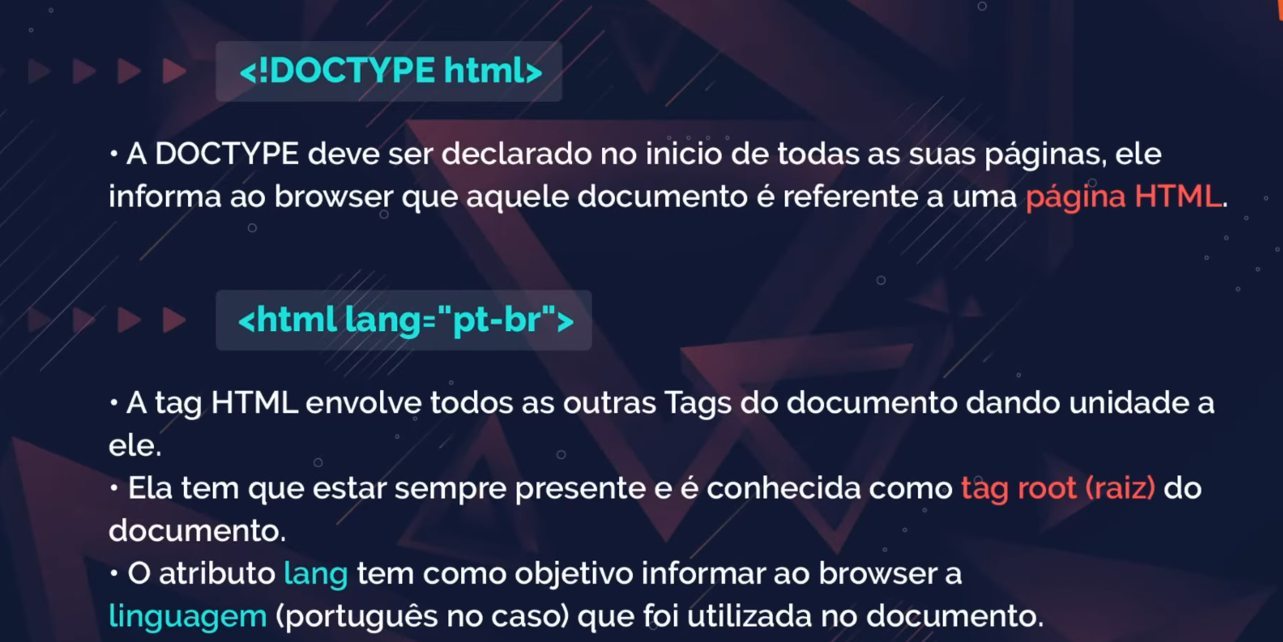 <!DOCTYPE html>
• A DOCTYPE deve ser declarado no inicio de todas as suas páginas, ele
informa ao browser que aquele documento é referente a uma página HTML.
<html lang="pt-br">
• A tag HTML envolve todos as outras Tags do documento dando unidade a
ele.
• Ela tem que estar sempre presente e é conhecida como tag root (raiz) do
documento.
• O atributo lang tem como objetivo informar ao browser a
linguagem (português no caso) que foi utilizada no documento.